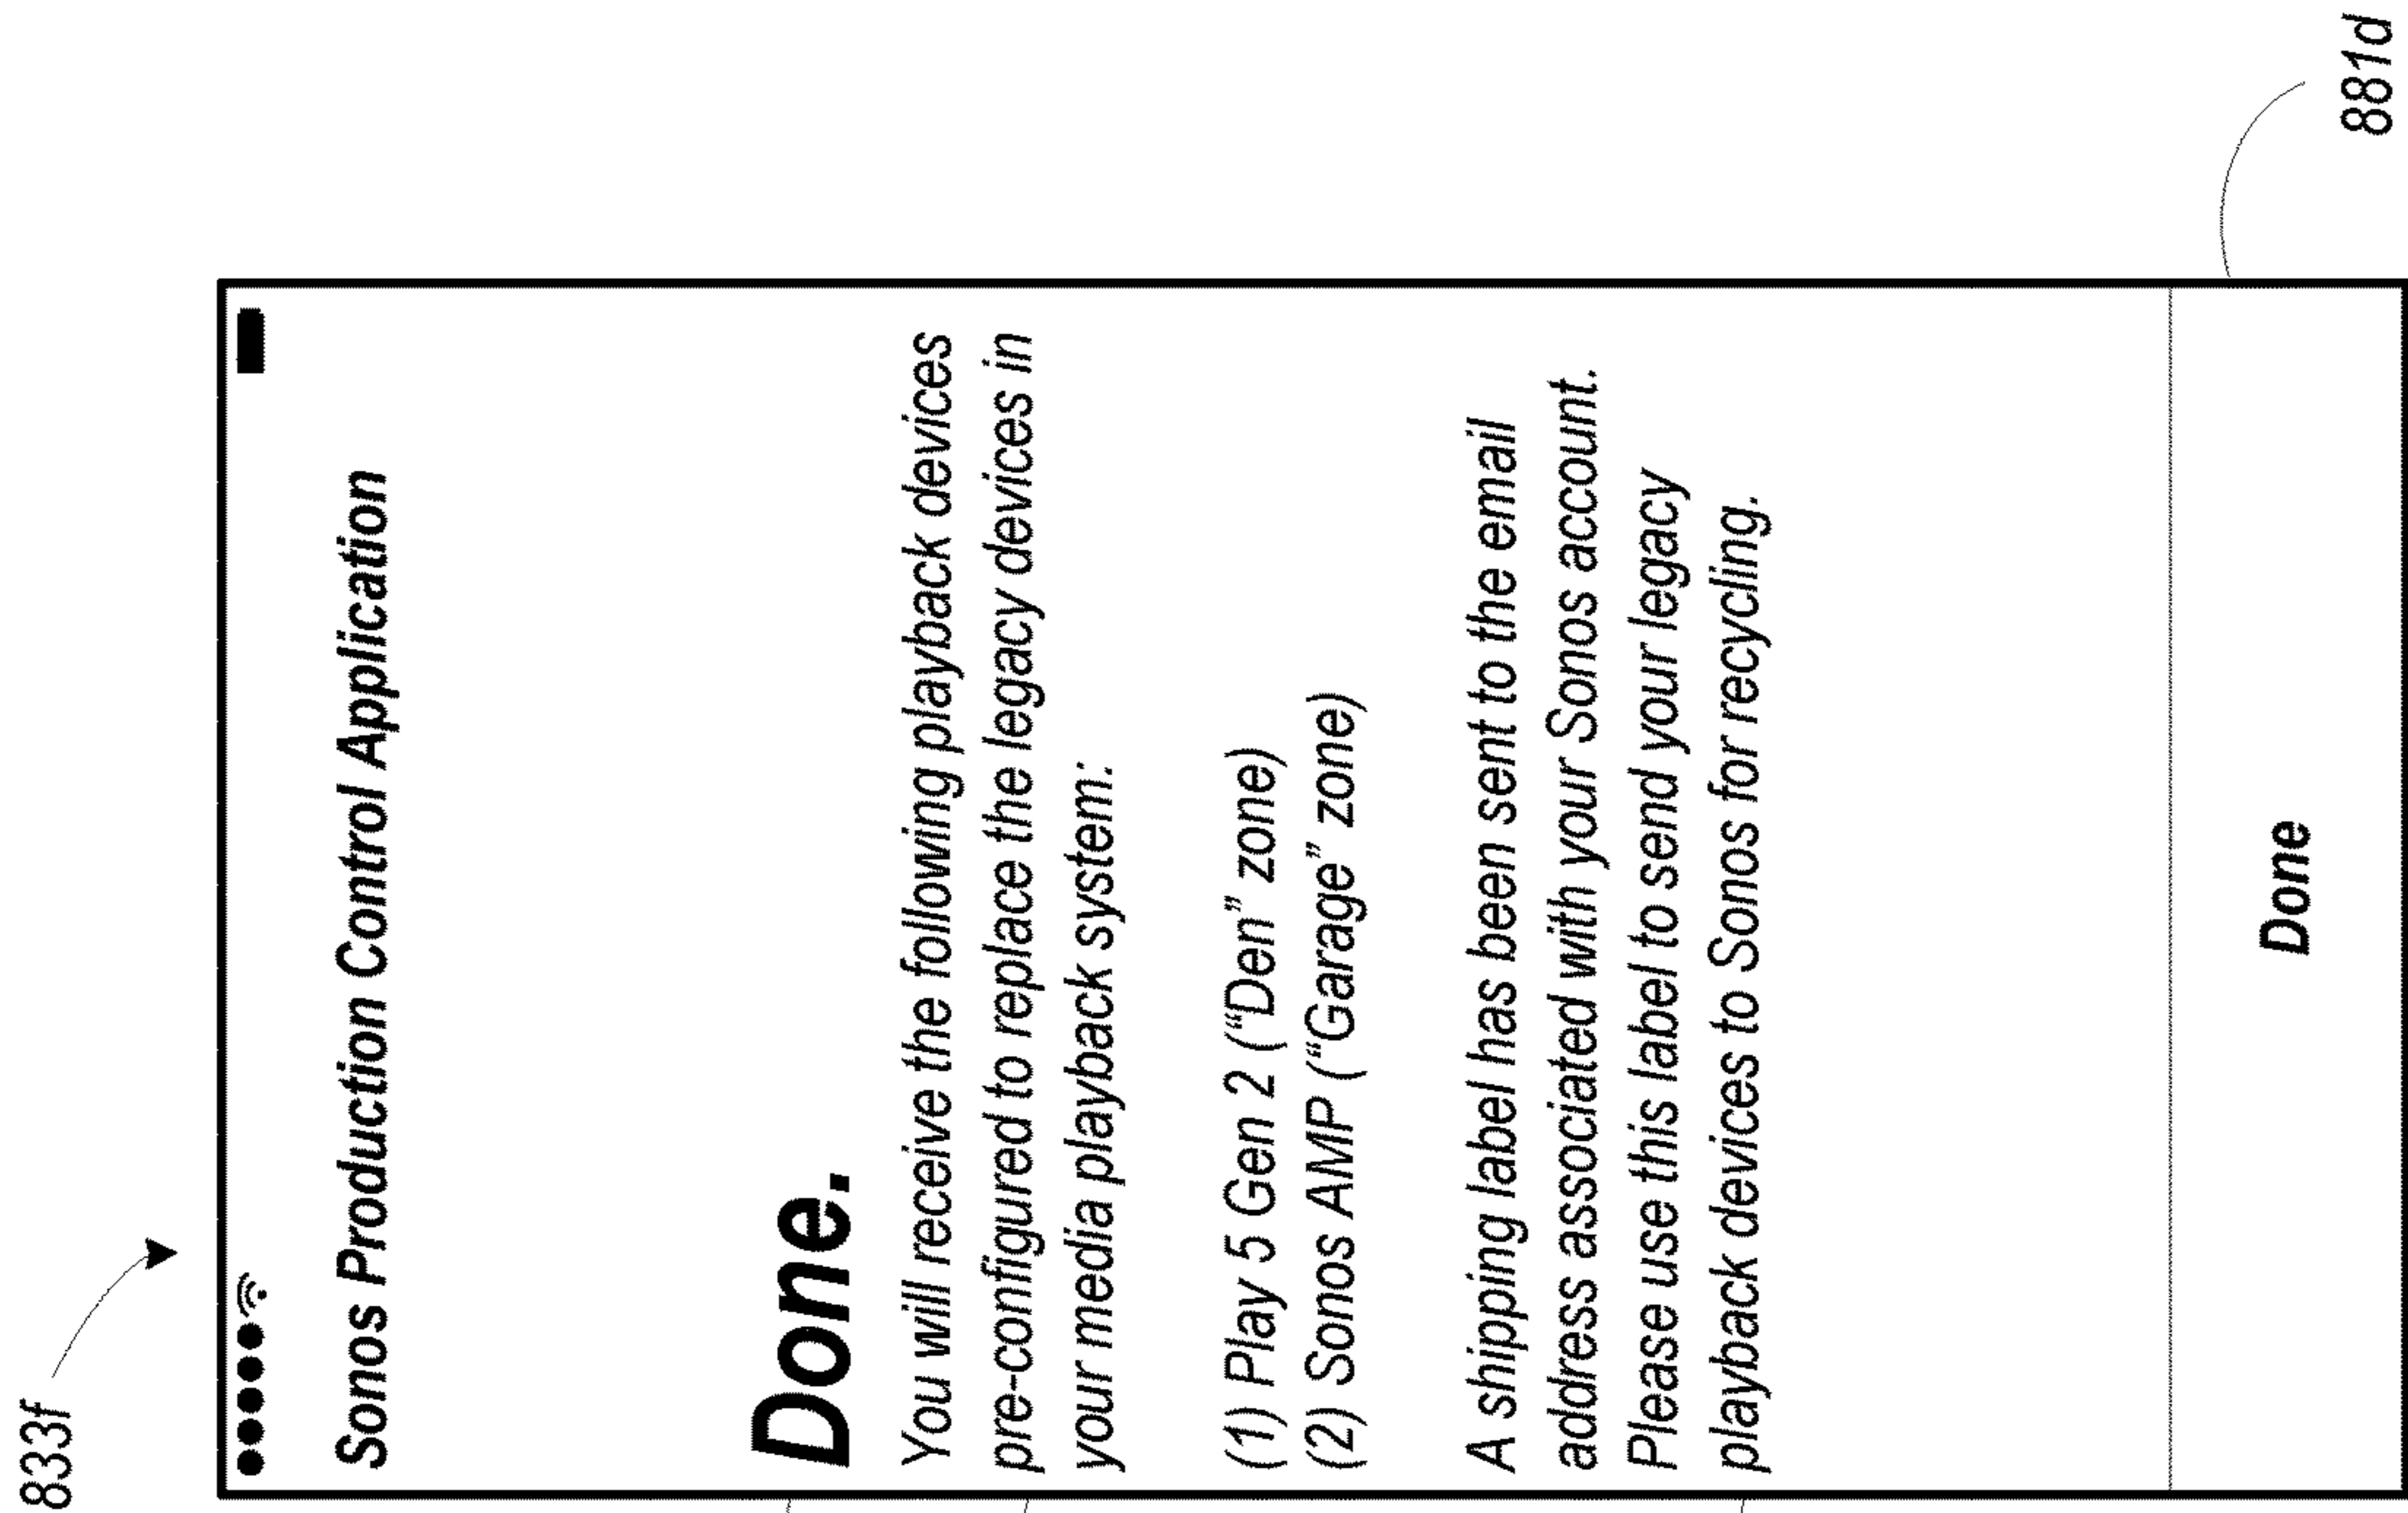 833f
Sonos Production Control Application
Done.
You will receive the following playback devices
pre-configured to replace the legacy devices in
your media playback system:
(1) Play 5 Gen 2 (“Den” zone)
(2) Sonos AMP (“Garage” zone)
A shipping label has been sent to the email
address associated with your Sonos account.
Please use this label to send your legacy
playback devices to Sonos for recycling.
Done
881d